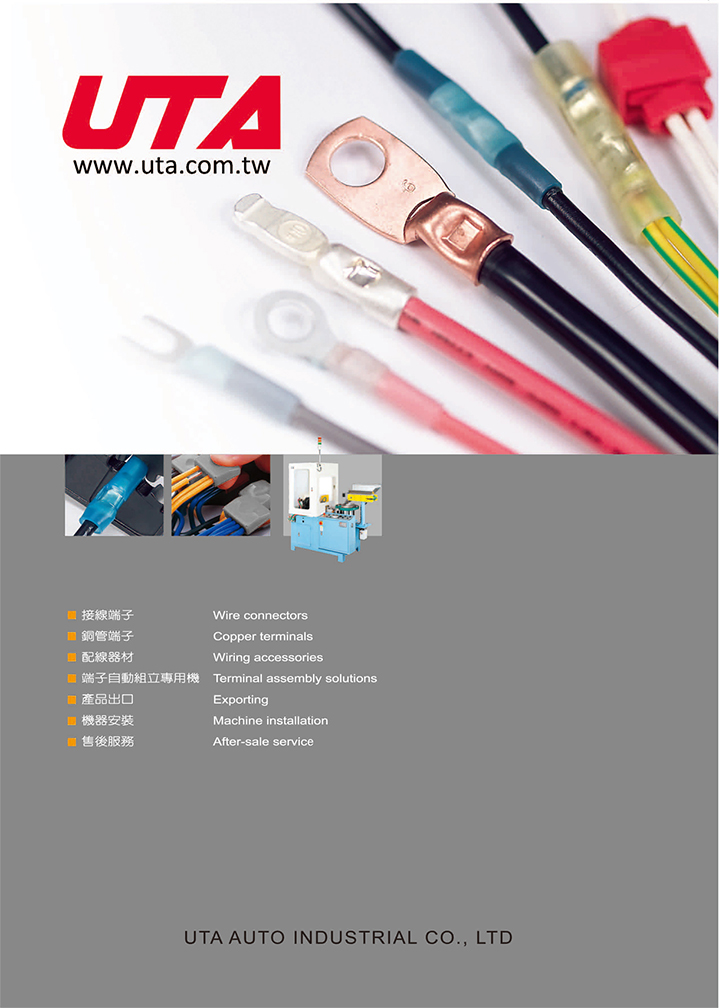 UTA
www.uta.com.tw
接線端子 Wire connectors
銅管端子 Copper terminals
配線器材 Wiring accessories
端子自動組立專用機 Terminal assembly solutions
產品出口 Exporting
機器安裝 Machine installation
售後服務 After-sale service
UTA AUTO INDUSTRIAL CO., LTD